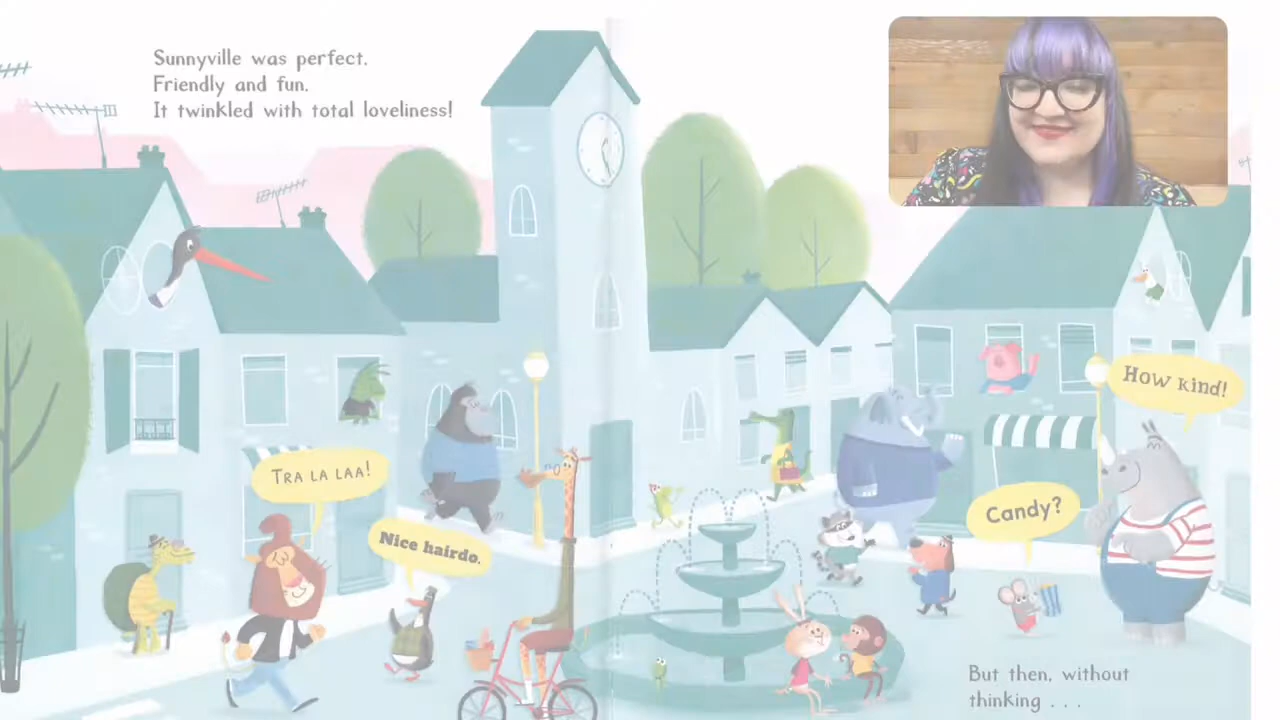 Sunnyville was perfect.
Friendly and fun.
It twinkled with total loveliness!
How kind!
TRA LA LAA!
Candy?
Nice hairdo.
But then, without
thinking . . .